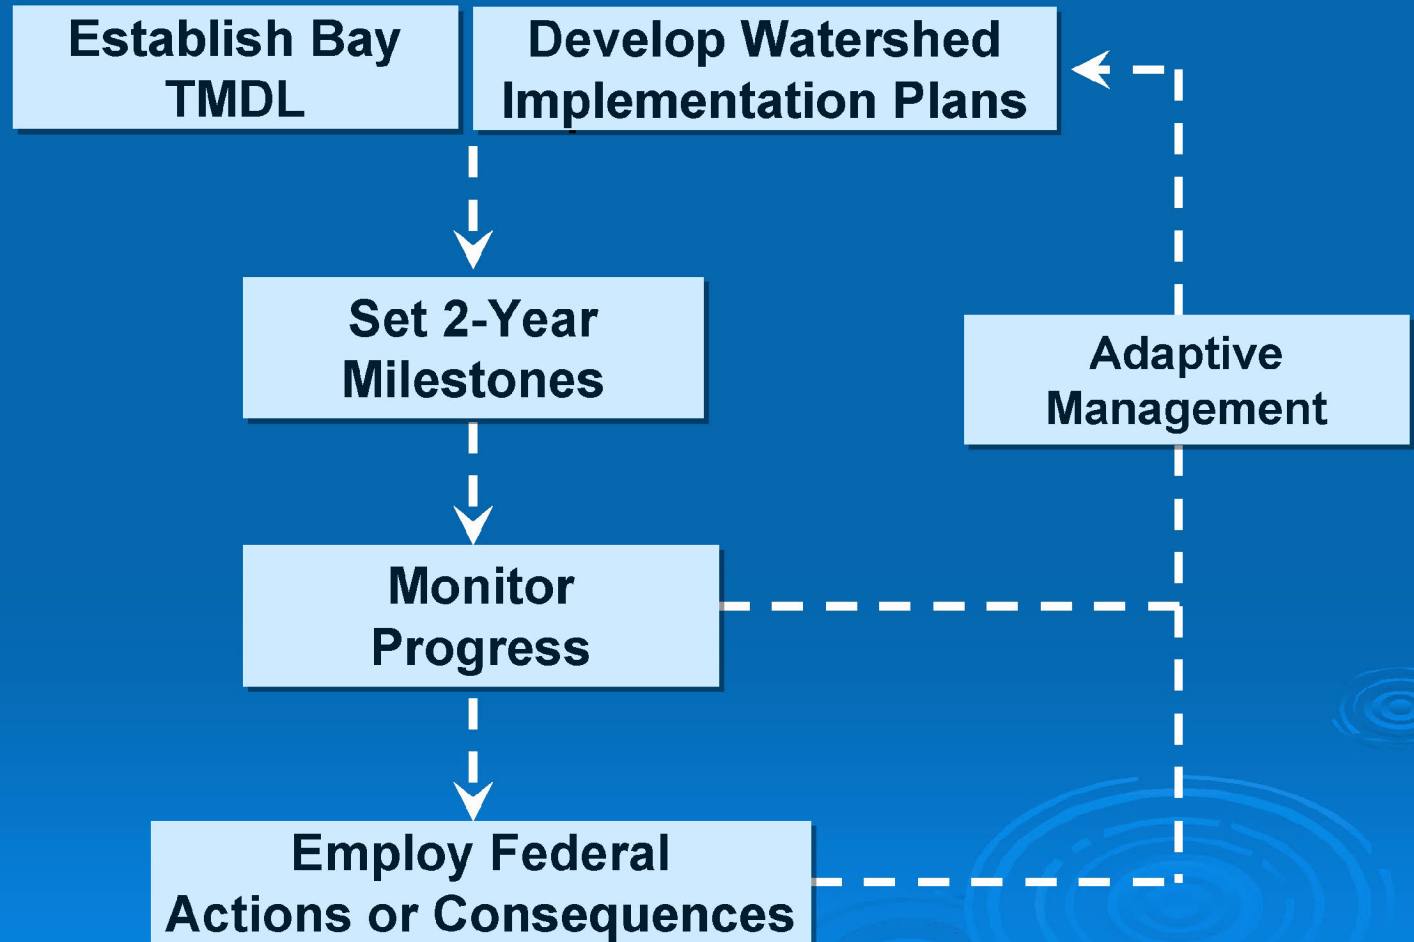 Establish Bay
TMDL
Develop Watershed
Implementation Plans
Set 2-Year
Milestones
Adaptive
Management
Monitor
Progress
Employ Federal
Actions or Consequences